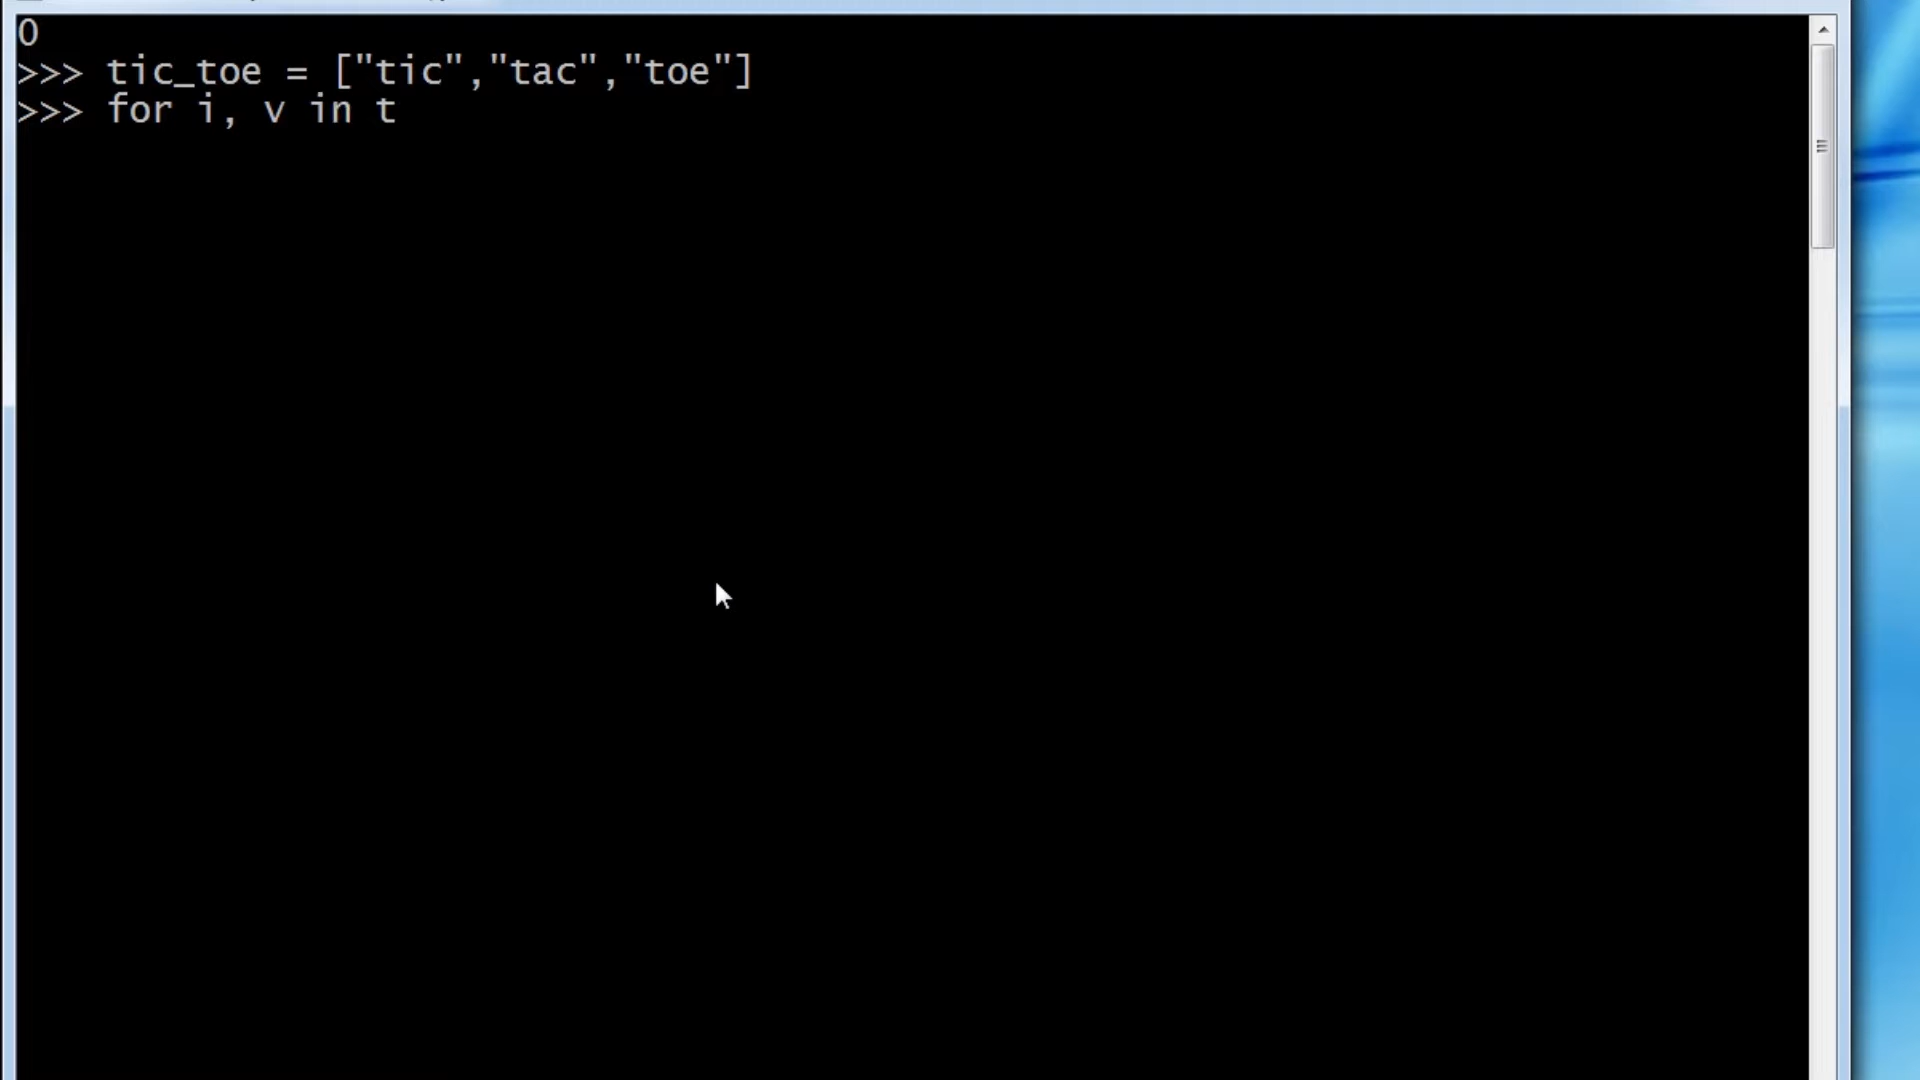 0
>>> tic_toe = ["tic","tac","toe"]
>>> for i, v in t